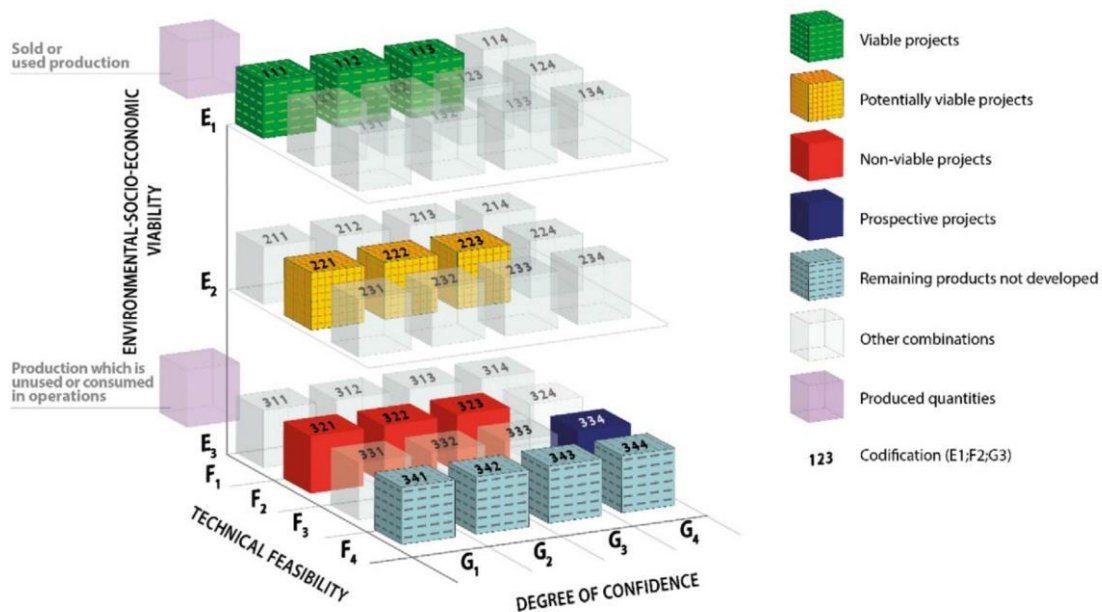 Sold or
used production
ENVIRONMENTAL-SOCIO-ECONOMIC
VIABILITY
E1
111
112
113
114
123
124
132
133
134
E2
211
212
213
214
221
222
223
224
231
232
233
234
Production which is
unused or consumed
in operations
E3
311
312
313
314
321
322
323
324
331
332
333
334
341
342
343
344
F1
F2
F3
F4
TECHNICAL FEASIBILITY
G1
G2
G3
G4
DEGREE OF CONFIDENCE
Viable projects
Potentially viable projects
Non-viable projects
Prospective projects
Remaining products not developed
Other combinations
Produced quantities
123 Codification (E1;F2;G3)